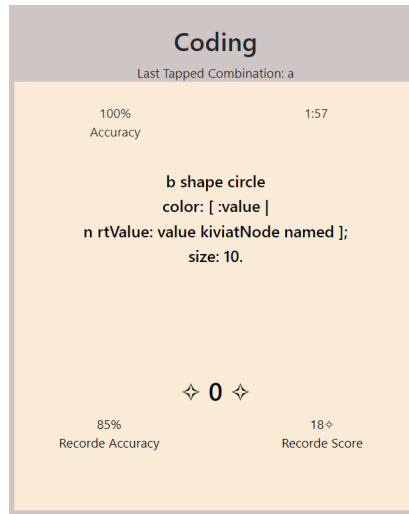 Coding
Last Tapped Combination: a
100%
Accuracy
1:57
b shape circle
color: [ :value |
n rtValue: value kiviatNode named ];
size: 10.
✧ 0 ✧
85%
Recorde Accuracy
18✧
Recorde Score